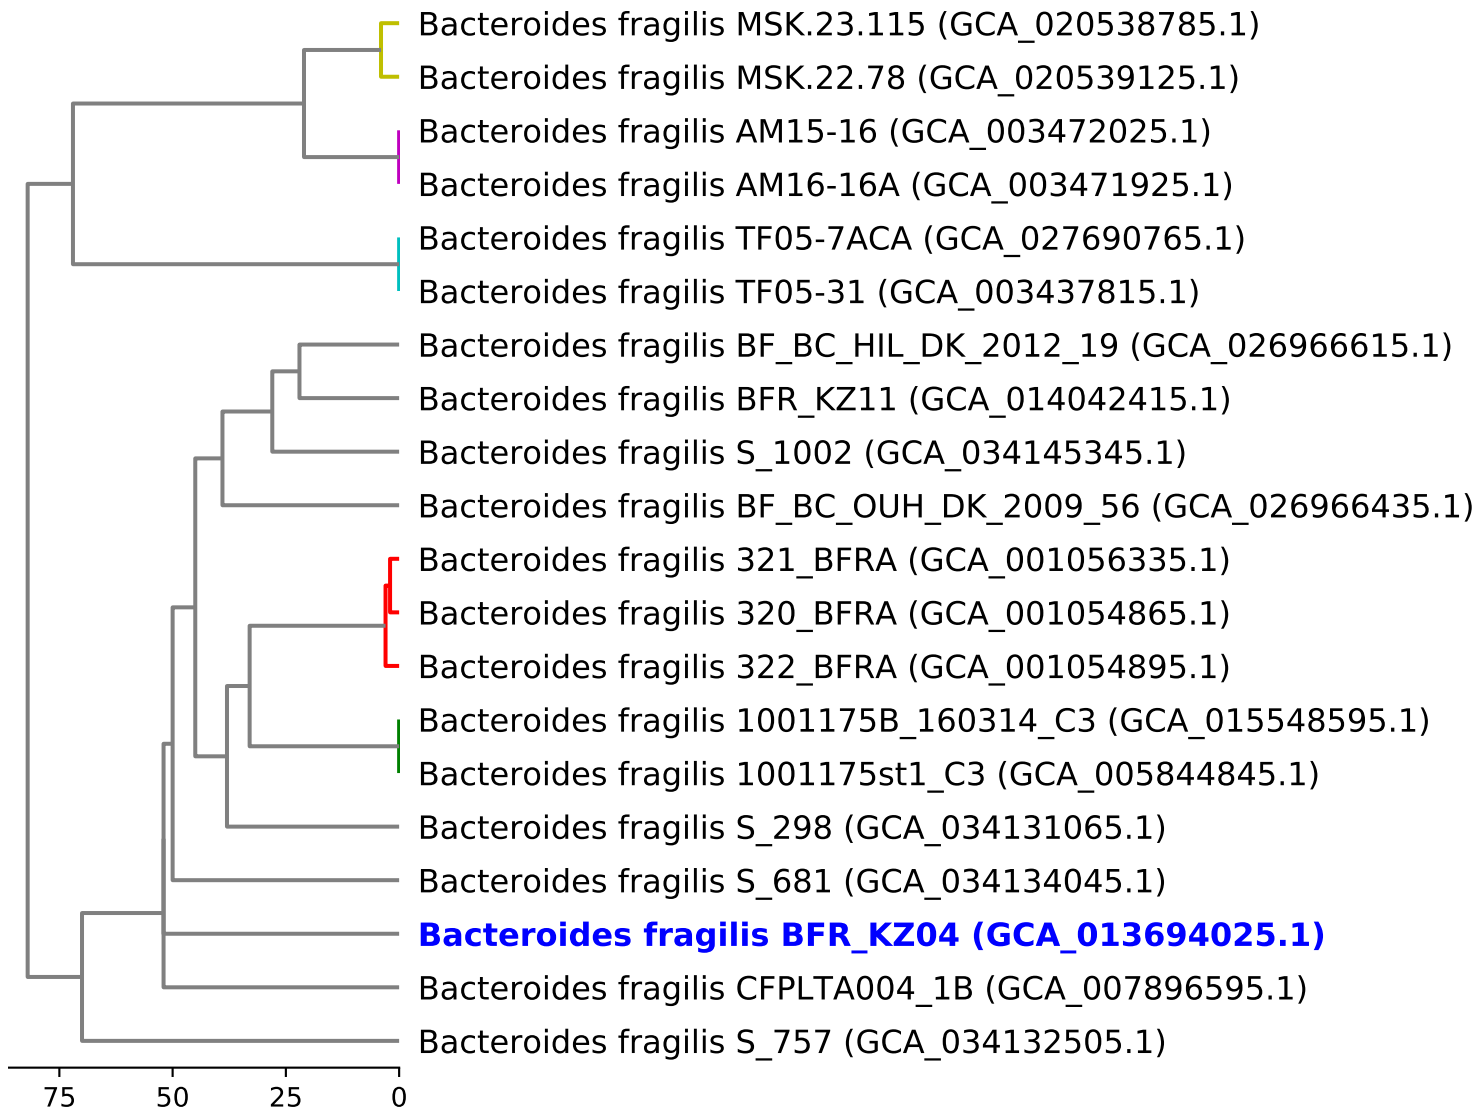 Bacteroides fragilis MSK.23.115 (GCA_020538785.1)
Bacteroides fragilis MSK.22.78 (GCA_020539125.1)
Bacteroides fragilis AM15-16 (GCA_003472025.1)
Bacteroides fragilis AM16-16A (GCA_003471925.1)
Bacteroides fragilis TF05-7ACA (GCA_027690765.1)
Bacteroides fragilis TF05-31 (GCA_003437815.1)
Bacteroides fragilis BF_BC_HIL_DK_2012_19 (GCA_026966615.1)
Bacteroides fragilis BFR_KZ11 (GCA_014042415.1)
Bacteroides fragilis S_1002 (GCA_034145345.1)
Bacteroides fragilis BF_BC_OUH_DK_2009_56 (GCA_026966435.1)
Bacteroides fragilis 321_BFRA (GCA_001056335.1)
Bacteroides fragilis 320_BFRA (GCA_001054865.1)
Bacteroides fragilis 322_BFRA (GCA_001054895.1)
Bacteroides fragilis 1001175B_160314_C3 (GCA_015548595.1)
Bacteroides fragilis 1001175st1_C3 (GCA_005844845.1)
Bacteroides fragilis S_298 (GCA_034131065.1)
Bacteroides fragilis S_681 (GCA_034134045.1)
Bacteroides fragilis BFR_KZ04 (GCA_013694025.1)
Bacteroides fragilis CFPLTA004_1B (GCA_007896595.1)
Bacteroides fragilis S_757 (GCA_034132505.1)
75 50 25 0